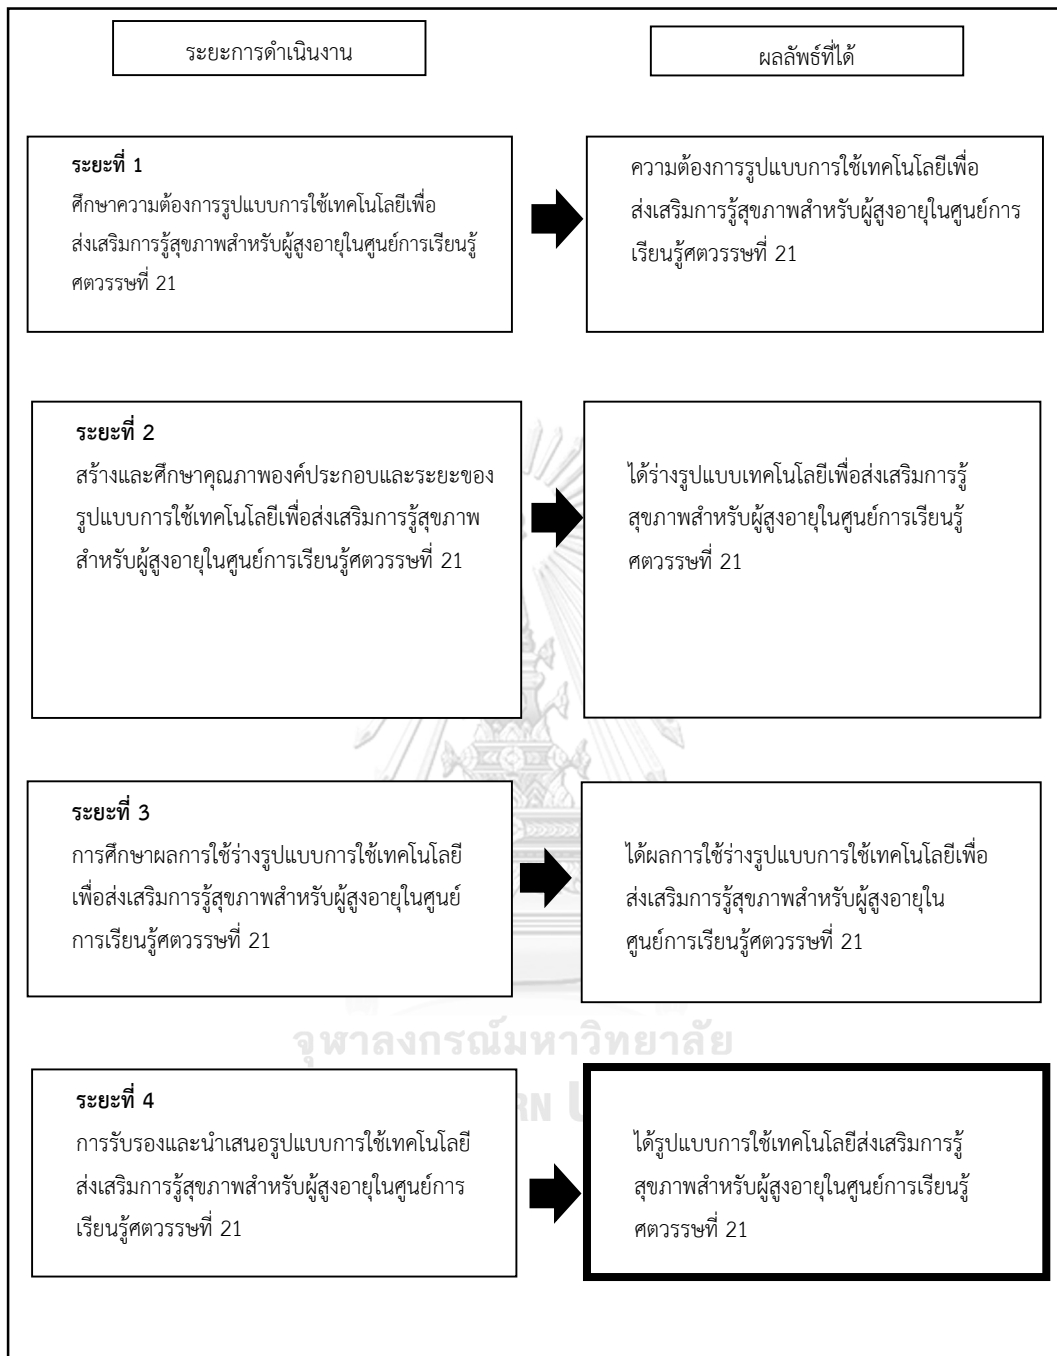 ระยะการดำเนินงาน
ผลลัพธ์ที่ได้
ระยะที่ 1
ศึกษาความต้องการรูปแบบการใช้เทคโนโลยีเพื่อ
ส่งเสริมการรู้สุขภาพสำหรับผู้สูงอายุในศูนย์การเรียนรู้
ศตวรรษที่ 21
ความต้องการรูปแบบการใช้เทคโนโลยีเพื่อ
ส่งเสริมการรู้สุขภาพสำหรับผู้สูงอายุในศูนย์การ
เรียนรู้ศตวรรษที่ 21
ระยะที่ 2
สร้างและศึกษาคุณภาพองค์ประกอบและระยะของ
รูปแบบการใช้เทคโนโลยีเพื่อส่งเสริมการรู้สุขภาพ
สำหรับผู้สูงอายุในศูนย์การเรียนรู้ศตวรรษที่ 21
ได้ร่างรูปแบบเทคโนโลยีเพื่อส่งเสริมการรู้
สุขภาพสำหรับผู้สูงอายุในศูนย์การเรียนรู้
ศตวรรษที่ 21
ระยะที่ 3
การศึกษาผลการใช้ร่างรูปแบบการใช้เทคโนโลยี
เพื่อส่งเสริมการรู้สุขภาพสำหรับผู้สูงอายุในศูนย์
การเรียนรู้ศตวรรษที่ 21
ได้ผลการใช้ร่างรูปแบบการใช้เทคโนโลยีเพื่อ
ส่งเสริมการรู้สุขภาพสำหรับผู้สูงอายุใน
ศูนย์การเรียนรู้ศตวรรษที่ 21
จุฬาลงกรณ์มหาวิทยาลัย
ระยะที่ 4
การรับรองและนำเสนอรูปแบบการใช้เทคโนโลยี
ส่งเสริมการรู้สุขภาพสำหรับผู้สูงอายุในศูนย์การ
เรียนรู้ศตวรรษที่ 21
ได้รูปแบบการใช้เทคโนโลยีส่งเสริมการรู้
สุขภาพสำหรับผู้สูงอายุในศูนย์การเรียนรู้
ศตวรรษที่ 21